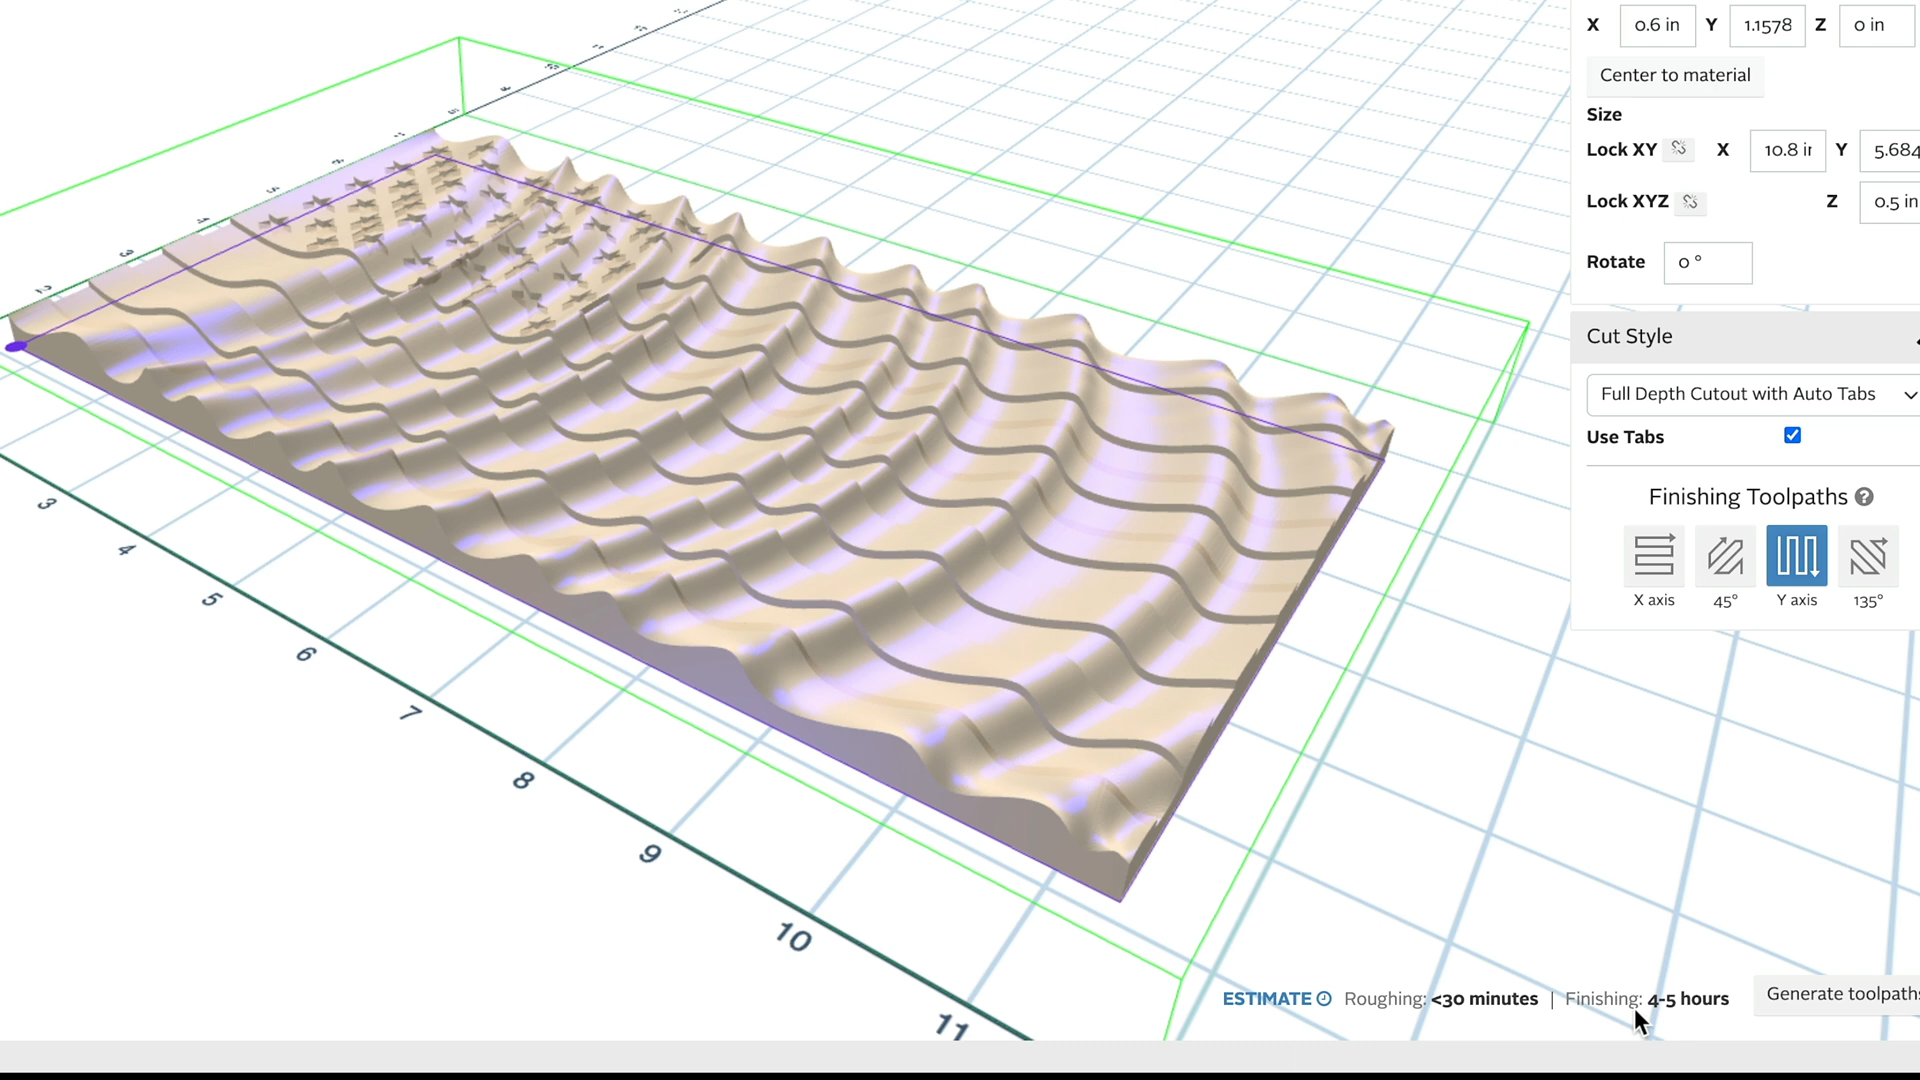 X 0.6 in Y 1.1578 Z 0 in
Center to material
Size
Lock XY X 10.8 ir Y 5.684
Lock XYZ Z 0.5 in
Rotate 0 °
Cut Style
Full Depth Cutout with Auto Tabs
Use Tabs
Finishing Toolpaths ?
X axis 45° Y axis 135°
3
4
5
6
7
8
9
10
11
ESTIMATE Roughing: <30 minutes | Finishing: 4-5 hours
Generate toolpaths